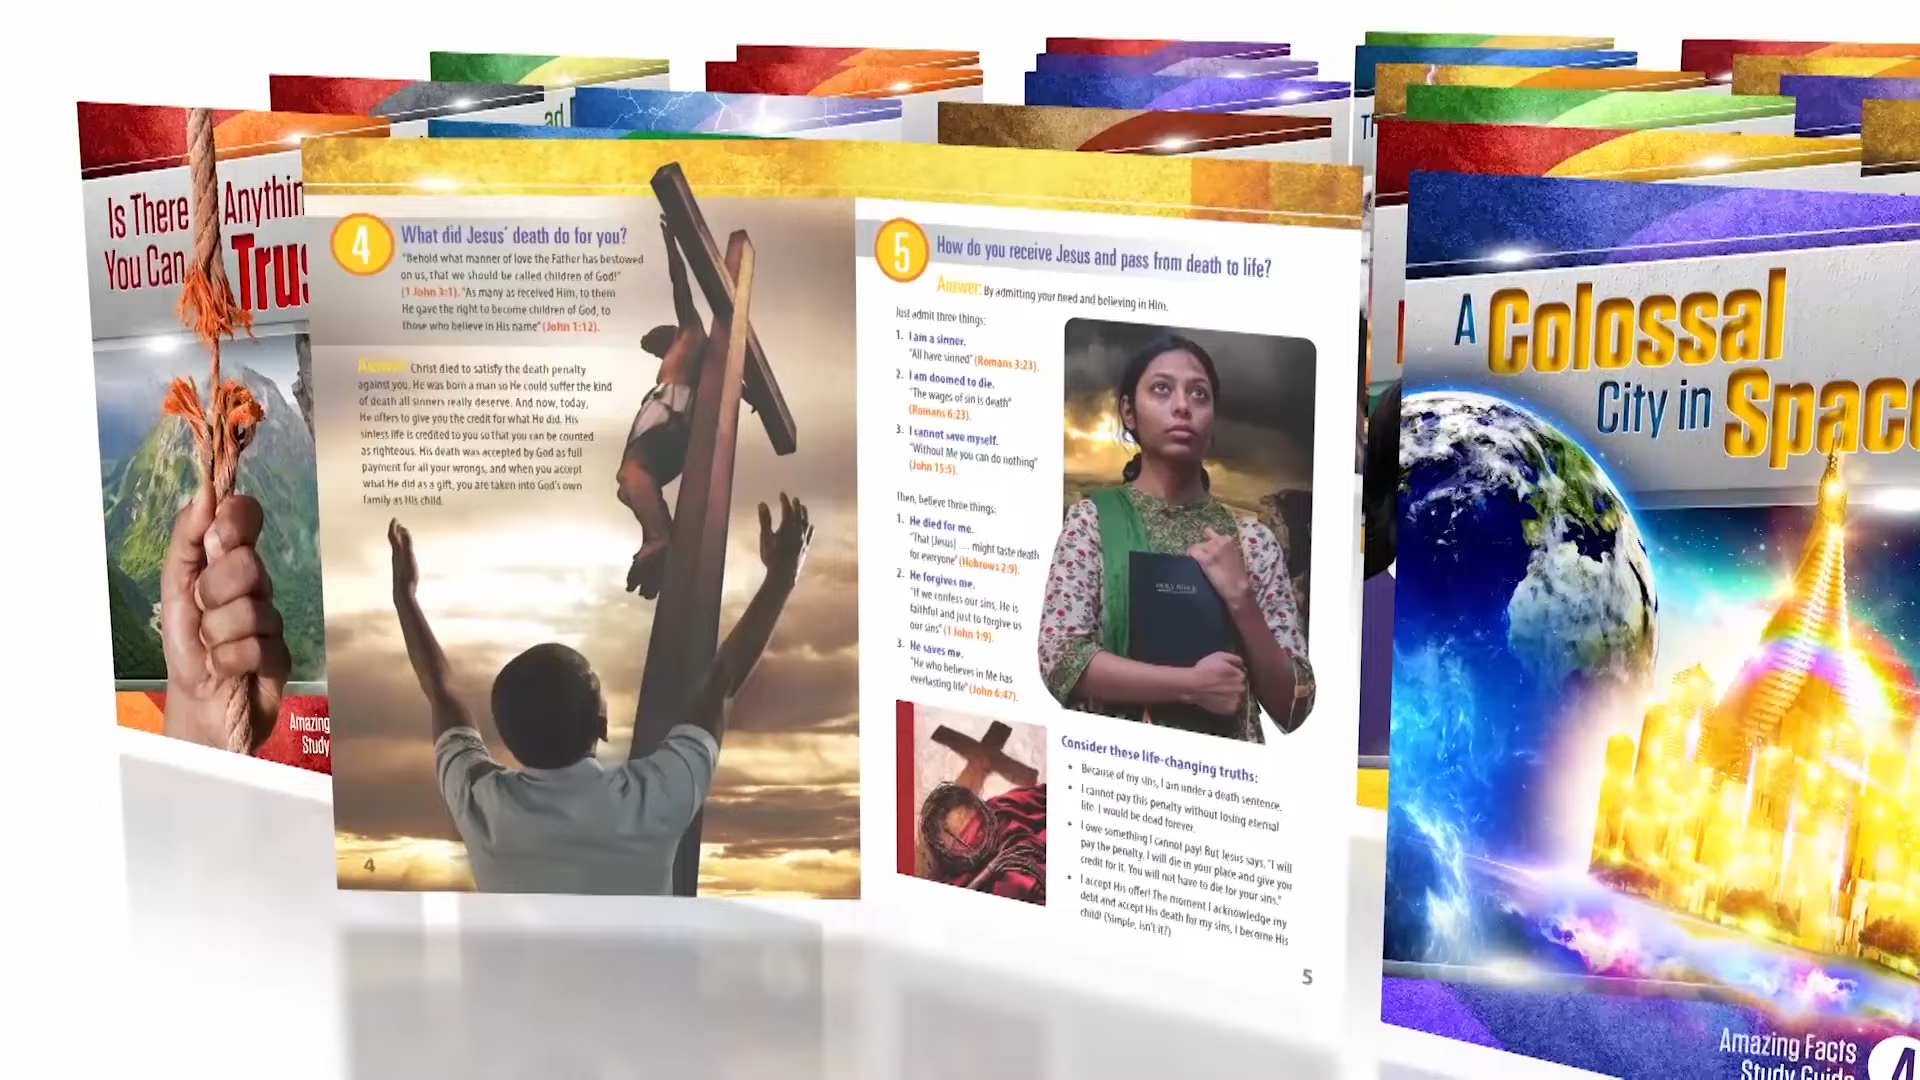 ad
Is There Anythin
You Can Trus
Amazing
Study
4
What did Jesus' death do for you?
"Behold what manner of love the Father has bestowed
on us, that we should be called children of God!"
(1 John 3:1). "As many as received Him, to them
He gave the right to become children of God, to
those who believe in His name" (John 1:12).
Answer: Christ died to satisfy the death penalty
against you. He was born a man so He could suffer the kind
of death all sinners really deserve. And now, today,
He offers to give you the credit for what He did. His
sinless life is credited to you so that you can be counted
as righteous. His death was accepted by God as full
payment for all your wrongs, and when you accept
what He did as a gift, you are taken into God's own
family as His child.
4
5
How do you receive Jesus and pass from death to life?
Answer: By admitting your need and believing in Him.
Just admit three things:
1. I am a sinner.
"All have sinned" (Romans 3:23).
2. I am doomed to die.
"The wages of sin is death"
(Romans 6:23).
3. I cannot save myself.
"Without Me you can do nothing"
(John 15:5).
Then, believe three things:
1. He died for me.
"That [Jesus] ... might taste death
for everyone" (Hebrews 2:9).
2. He forgives me.
"If we confess our sins, He is
faithful and just to forgive us
our sins" (1 John 1:9).
3. He saves me.
"He who believes in Me has
everlasting life" (John 6:47).
HOLY BIBLE
Consider these life-changing truths:
• Because of my sins, I am under a death sentence.
• I cannot pay this penalty without losing eternal
life. I would be dead forever.
• I owe something I cannot pay! But Jesus says, "I will
pay the penalty. I will die in your place and give you
credit for it. You will not have to die for your sins."
• I accept His offer! The moment I acknowledge my
debt and accept His death for my sins, I become His
child! (Simple, isn't it?)
5
A Colossal
City in Space
Amazing Facts
Study Guide
4